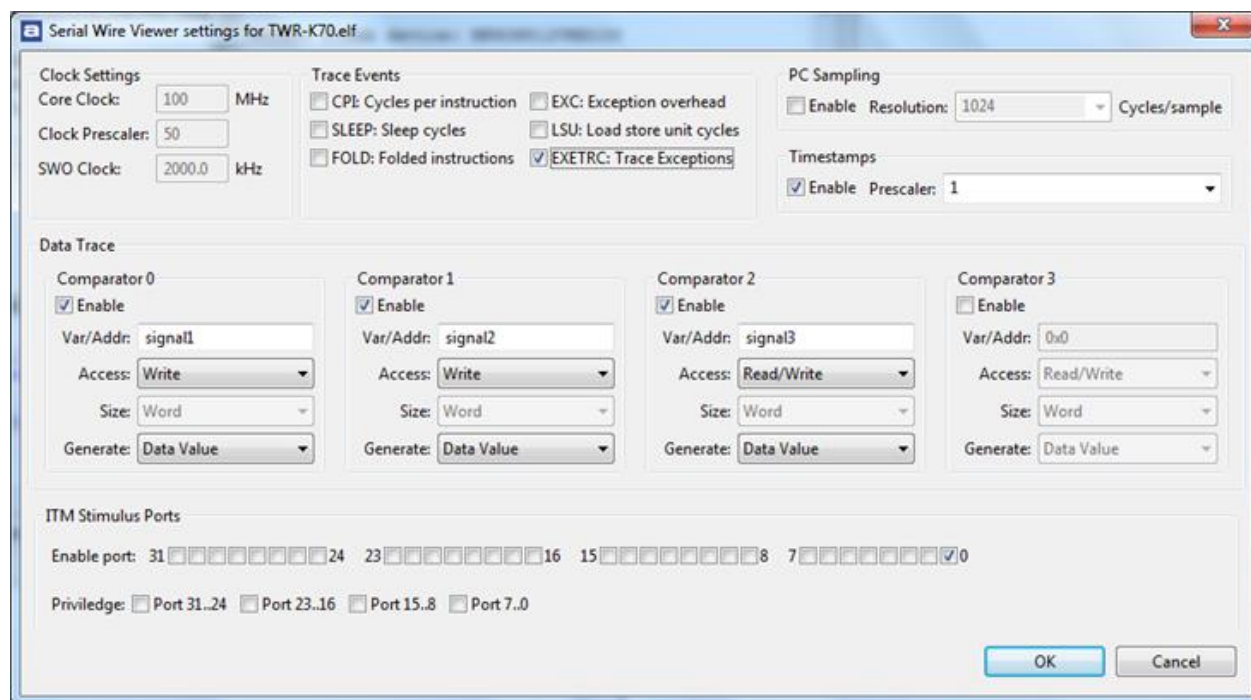 Serial Wire Viewer settings for TWR-K70.elf
Clock Settings
Core Clock: 100 MHz
Clock Prescaler: 50
SWO Clock: 2000.0 kHz
Trace Events
CPI: Cycles per instruction EXC: Exception overhead
SLEEP: Sleep cycles LSU: Load store unit cycles
FOLD: Folded instructions EXETRC: Trace Exceptions
PC Sampling
Enable Resolution: 1024 Cycles/sample
Timestamps
Enable Prescaler: 1
Data Trace
Comparator 0
Enable
Var/Addr: signal1
Access: Write
Size: Word
Generate: Data Value
Comparator 1
Enable
Var/Addr: signal2
Access: Write
Size: Word
Generate: Data Value
Comparator 2
Enable
Var/Addr: signal3
Access: Read/Write
Size: Word
Generate: Data Value
Comparator 3
Enable
Var/Addr: 0x0
Access: Read/Write
Size: Word
Generate: Data Value
ITM Stimulus Ports
Enable port: 31 24 23 16 15 8 7 0
Priviledge: Port 31..24 Port 23..16 Port 15..8 Port 7..0
OK Cancel